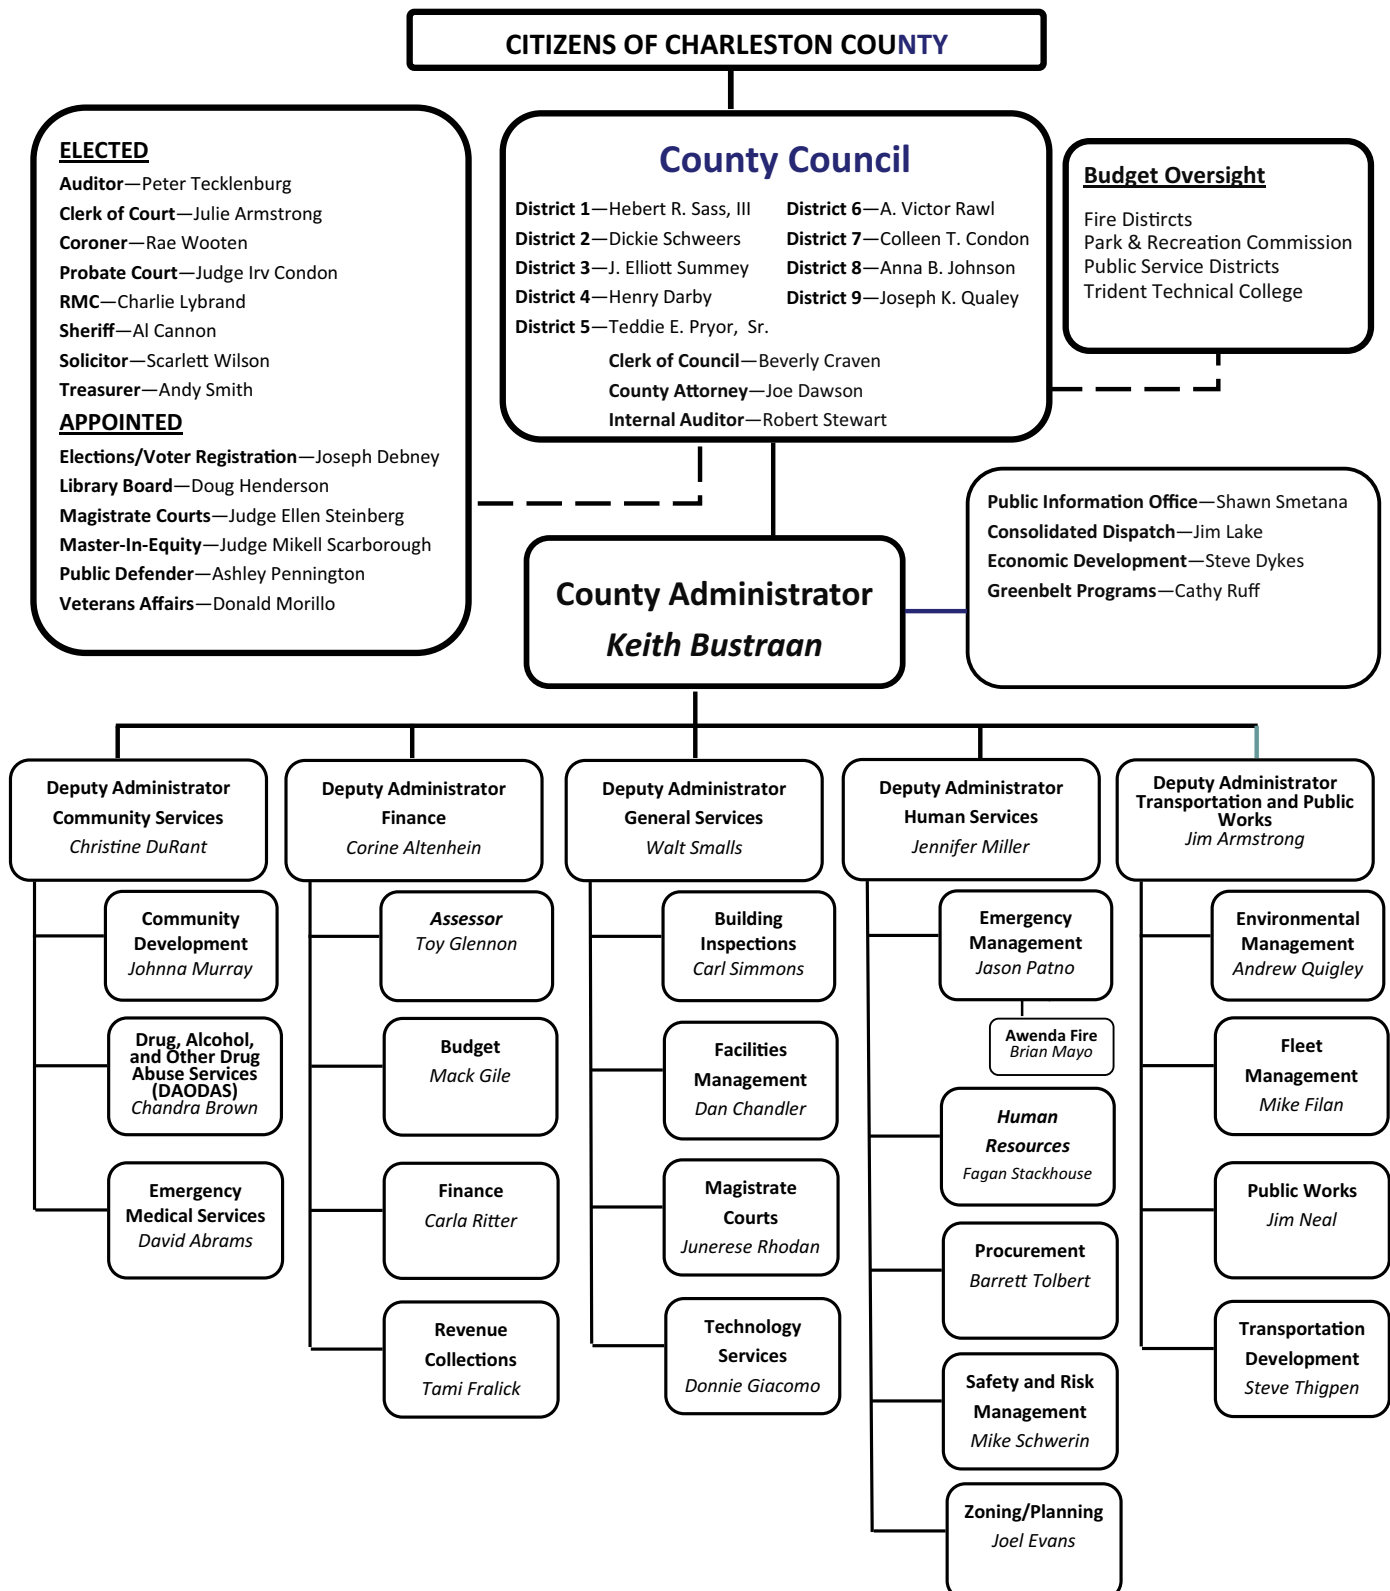 CITIZENS OF CHARLESTON COUNTY
ELECTED
Auditor—Peter Tecklenburg
Clerk of Court—Julie Armstrong
Coroner—Rae Wooten
Probate Court—Judge Irv Condon
RMC—Charlie Lybrand
Sheriff—Al Cannon
Solicitor—Scarlett Wilson
Treasurer—Andy Smith
APPOINTED
Elections/Voter Registration—Joseph Debney
Library Board—Doug Henderson
Magistrate Courts—Judge Ellen Steinberg
Master-In-Equity—Judge Mikell Scarborough
Public Defender—Ashley Pennington
Veterans Affairs—Donald Morillo
County Council
District 1—Hebert R. Sass, III
District 2—Dickie Schweers
District 3—J. Elliott Summey
District 4—Henry Darby
District 5—Teddie E. Pryor, Sr.
District 6—A. Victor Rawl
District 7—Colleen T. Condon
District 8—Anna B. Johnson
District 9—Joseph K. Qualey
Clerk of Council—Beverly Craven
County Attorney—Joe Dawson
Internal Auditor—Robert Stewart
Budget Oversight
Fire Distircts
Park & Recreation Commission
Public Service Districts
Trident Technical College
Public Information Office—Shawn Smetana
Consolidated Dispatch—Jim Lake
Economic Development—Steve Dykes
Greenbelt Programs—Cathy Ruff
County Administrator
Keith Bustraan
Deputy Administrator
Community Services
Christine DuRant
Community
Development
Johnna Murray
Drug, Alcohol,
and Other Drug
Abuse Services
(DAODAS)
Chandra Brown
Emergency
Medical Services
David Abrams
Deputy Administrator
Finance
Corine Altenhein
Assessor
Toy Glennon
Budget
Mack Gile
Finance
Carla Ritter
Revenue
Collections
Tami Fralick
Deputy Administrator
General Services
Walt Smalls
Building
Inspections
Carl Simmons
Facilities
Management
Dan Chandler
Magistrate
Courts
Junerese Rhodan
Technology
Services
Donnie Giacomo
Deputy Administrator
Human Services
Jennifer Miller
Emergency
Management
Jason Patno
Awenda Fire
Brian Mayo
Human
Resources
Fagan Stackhouse
Procurement
Barrett Tolbert
Safety and Risk
Management
Mike Schwerin
Zoning/Planning
Joel Evans
Deputy Administrator
Transportation and Public
Works
Jim Armstrong
Environmental
Management
Andrew Quigley
Fleet
Management
Mike Filan
Public Works
Jim Neal
Transportation
Development
Steve Thigpen